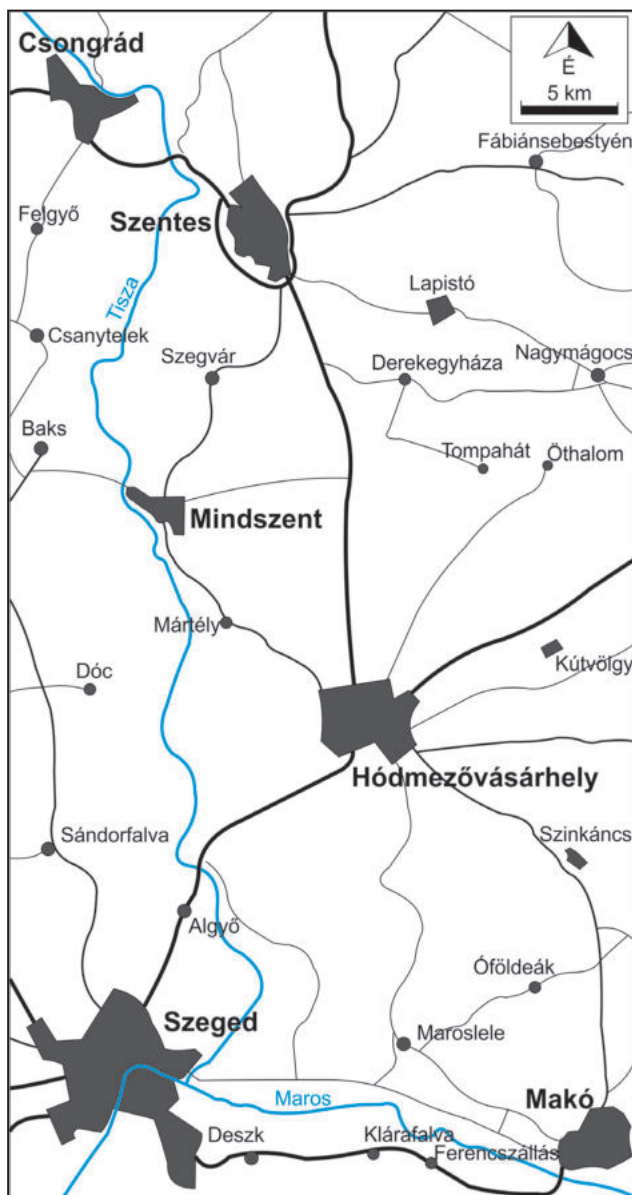 Csongrád
É
5 km
Fábiánsebestyén
Felgyő
Szentes
Tisza
Lapistó
Csanytelek
Szegvár
Derekegyháza
Nagymágocs
Baks
Tompahát
Öthalom
Mindszent
Mártély
Dóc
Kútvölgy
Hódmezővásárhely
Sándorfalva
Szinkáncs
Algyő
Óföldeák
Szeged
Maroslele
Maros
Makó
Deszk
Klárafalva
Ferencszállás